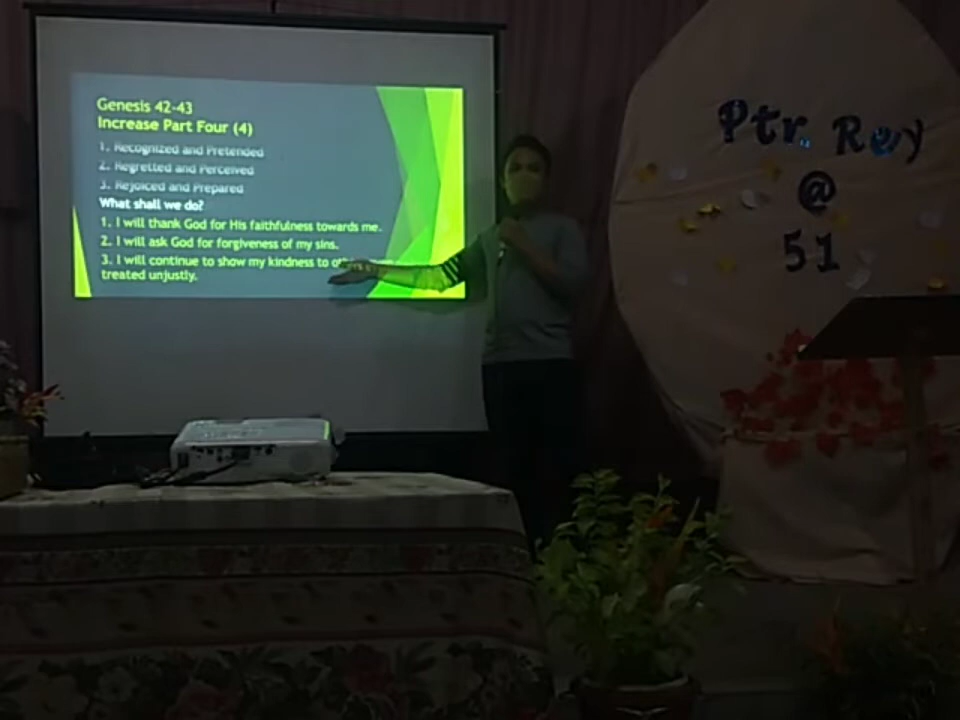 Genesis 42-43
Increase Part Four (4)
1. Recognized and Pretended
2. Regretted and Perceived
3. Rejoiced and Prepared
What shall we do?
1. I will thank God for His faithfulness towards me.
2. I will ask God for forgiveness of my sins.
3. I will continue to show my kindness to
treated unjustly.
Ptr. Rey
@
51